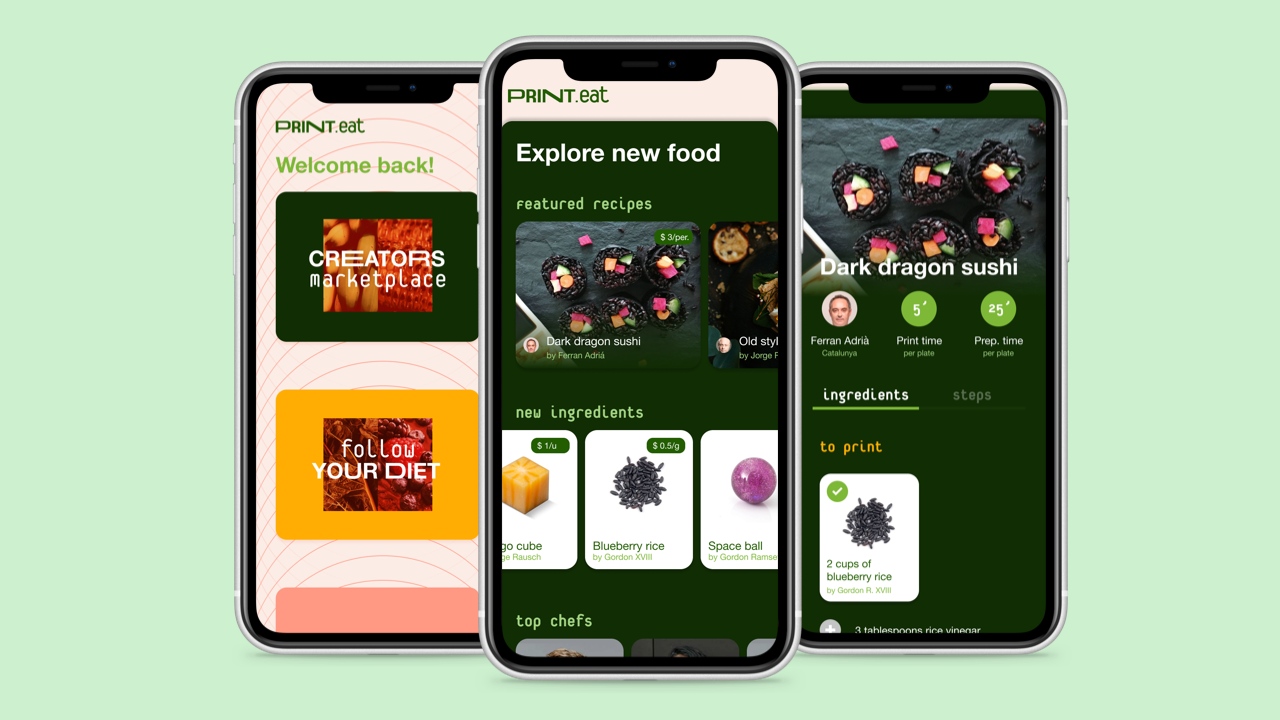 PRINT.eat
Welcome back!
CREATORS
marketplace
follow
YOUR DIET
PRINT.eat
Explore new food
featured recipes
$ 3/per.
Dark dragon sushi
by Ferran Adriá
Old styl
by Jorge R
new ingredients
$ 1/u
go cube
ge Rausch
$ 0.5/g
Blueberry rice
by Gordon XVIII
Space ball
by Gordon Ramse
top chefs
Dark dragon sushi
5´
25´
Ferran Adrià
Catalunya
Print time
per plate
Prep. time
per plate
ingredients
steps
to print
2 cups of
blueberry rice
by Gordon R. XVIII
3 tablespoons rice vinegar